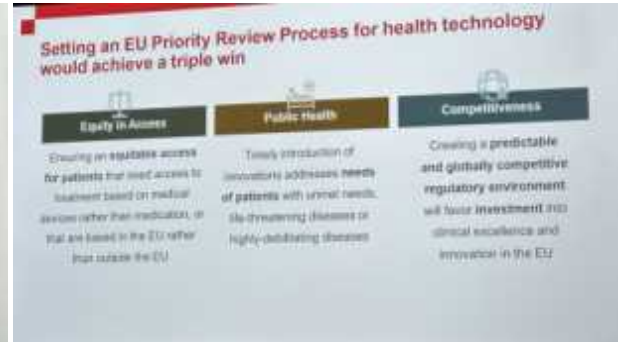 Setting an EU Priority Review Process for health technology
would achieve a triple win
Equity in Access
Ensuring an equitable access
for patients that need access to
treatment based on medical
devices rather than medication, or
that are based in the EU rather
than outside the EU
Public Health
Timely introduction of
innovations addresses needs
of patients with unmet needs,
life-threatening diseases or
highly-debilitating diseases
Competitiveness
Creating a predictable
and globally competitive
regulatory environment
will favor investment into
clinical excellence and
innovation in the EU